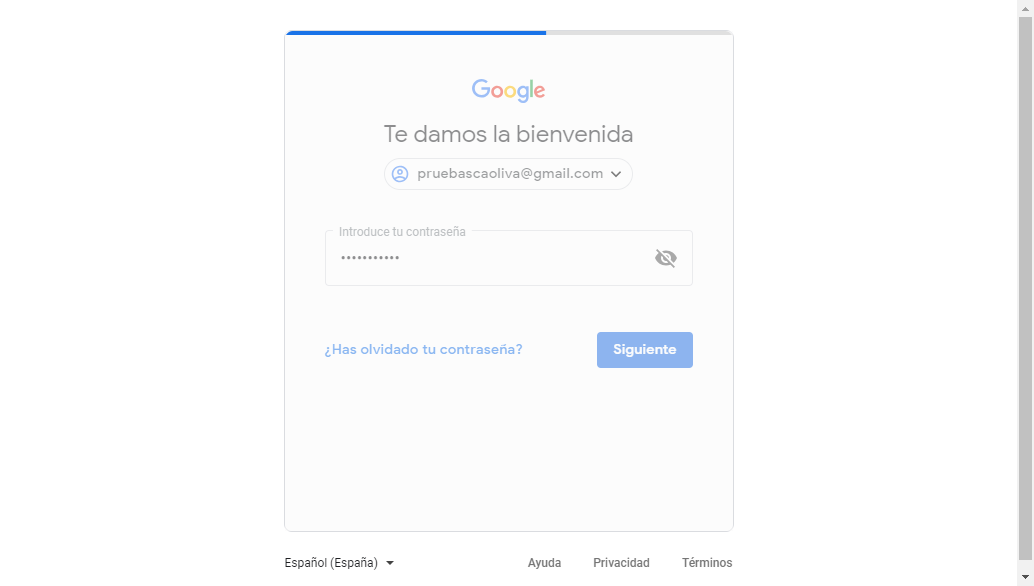 Google
Te damos la bienvenida
pruebascaoliva@gmail.com
Introduce tu contraseña
•••••••••••
¿Has olvidado tu contraseña?
Siguiente
Español (España)
Ayuda
Privacidad
Términos